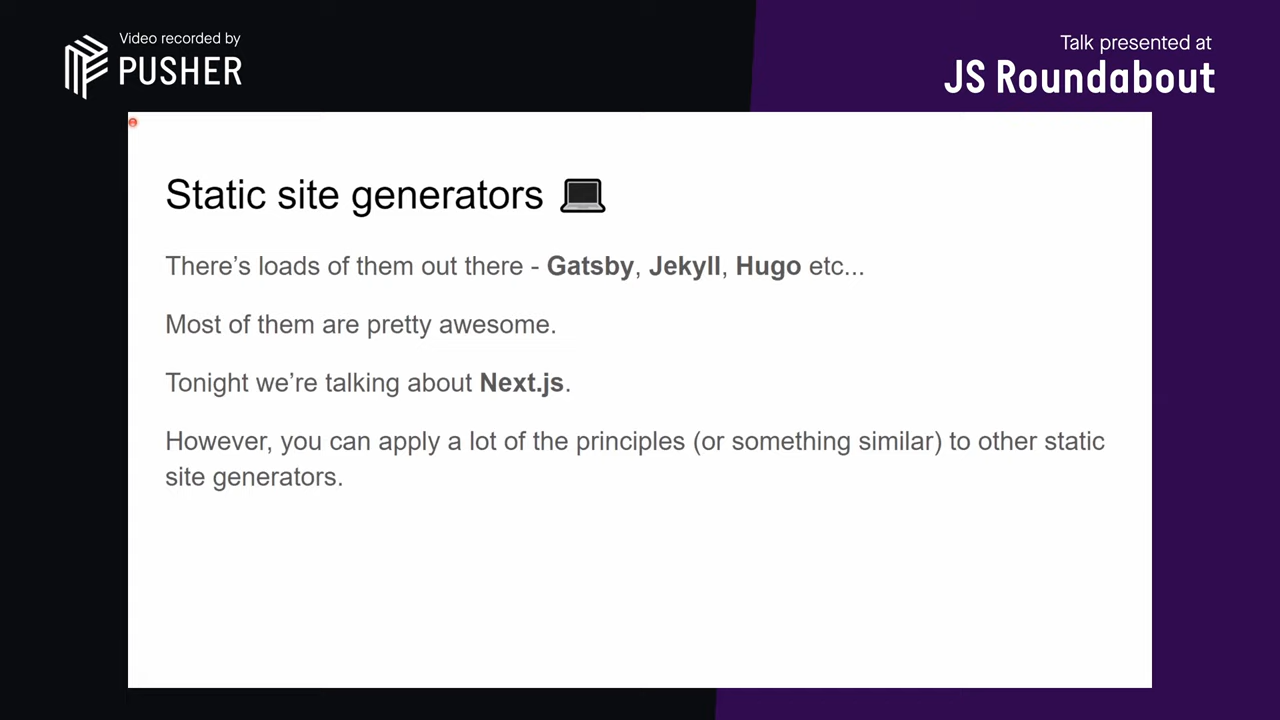 Video recorded by
PUSHER
Talk presented at
JS Roundabout
Static site generators 💻
There’s loads of them out there - Gatsby, Jekyll, Hugo etc...
Most of them are pretty awesome.
Tonight we’re talking about Next.js.
However, you can apply a lot of the principles (or something similar) to other static
site generators.